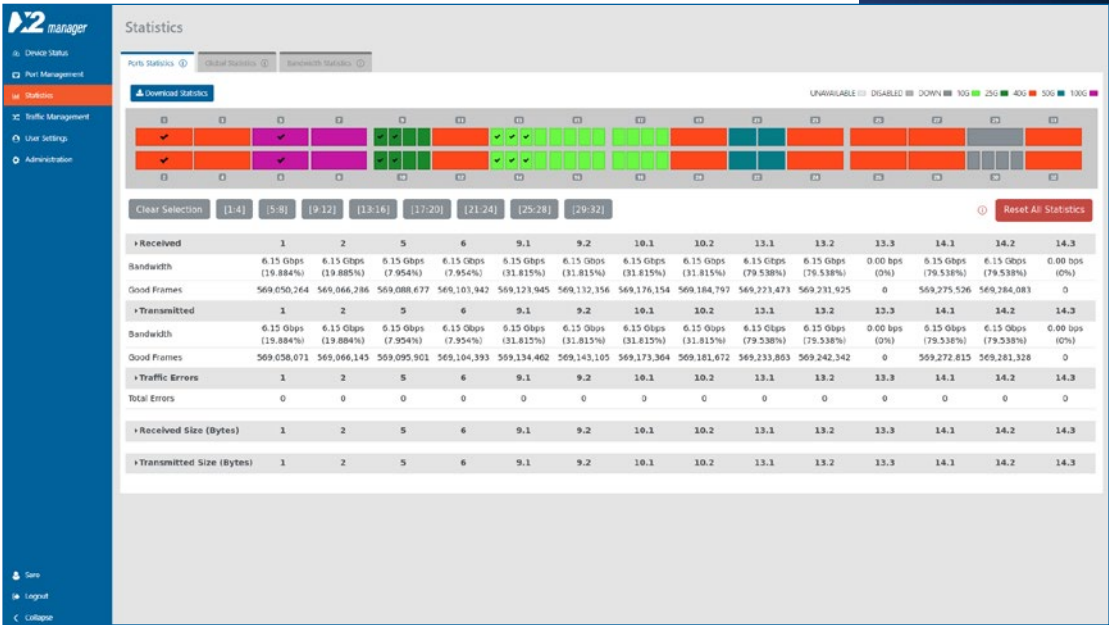 X2 manager
Device Status
Port Management
Statistics
Traffic Management
User Settings
Administration
Save
Logout
Collapse
Statistics
Ports Statistics
Global Statistics
Bandwidth Statistics
Download Statistics
UNAVAILABLE DISABLED DOWN 10G 25G 40G 50G 100G
Clear Selection [1:4] [5:8] [9:12] [13:16] [17:20] [21:24] [25:28] [29:32] Reset All Statistics
Received 1 2 5 6 9.1 9.2 10.1 10.2 13.1 13.2 13.3 14.1 14.2 14.3
Bandwidth 6.15 Gbps 6.15 Gbps 6.15 Gbps 6.15 Gbps 6.15 Gbps 6.15 Gbps 6.15 Gbps 6.15 Gbps 6.15 Gbps 6.15 Gbps 0.00 bps 6.15 Gbps 6.15 Gbps 0.00 bps
(19.884%) (19.885%) (7.954%) (7.954%) (31.815%) (31.815%) (31.815%) (31.815%) (79.538%) (79.538%) (0%) (79.538%) (79.538%) (0%)
Good Frames 569,050,264 569,066,286 569,088,677 569,103,942 569,123,945 569,132,356 569,176,154 569,184,797 569,223,473 569,231,925 0 569,275,526 569,284,083 0
Transmitted 1 2 5 6 9.1 9.2 10.1 10.2 13.1 13.2 13.3 14.1 14.2 14.3
Bandwidth 6.15 Gbps 6.15 Gbps 6.15 Gbps 6.15 Gbps 6.15 Gbps 6.15 Gbps 6.15 Gbps 6.15 Gbps 6.15 Gbps 6.15 Gbps 0.00 bps 6.15 Gbps 6.15 Gbps 0.00 bps
(19.884%) (19.884%) (7.954%) (7.954%) (31.815%) (31.815%) (31.815%) (31.815%) (79.538%) (79.538%) (0%) (79.538%) (79.538%) (0%)
Good Frames 569,058,071 569,066,145 569,095,901 569,104,393 569,134,462 569,143,105 569,173,364 569,181,672 569,233,863 569,242,342 0 569,272,815 569,281,328 0
Traffic Errors 1 2 5 6 9.1 9.2 10.1 10.2 13.1 13.2 13.3 14.1 14.2 14.3
Total Errors 0 0 0 0 0 0 0 0 0 0 0 0 0 0
Received Size (Bytes) 1 2 5 6 9.1 9.2 10.1 10.2 13.1 13.2 13.3 14.1 14.2 14.3
Transmitted Size (Bytes) 1 2 5 6 9.1 9.2 10.1 10.2 13.1 13.2 13.3 14.1 14.2 14.3